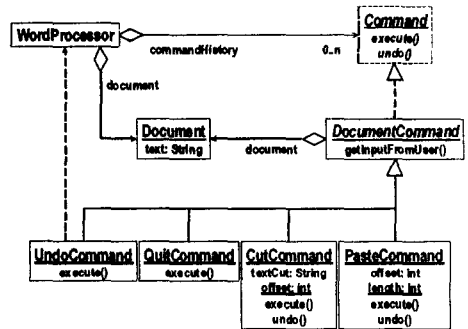 WordProcessor
commandHistory
0..n
Command
execute()
undo()
document
Document
text: String
document
DocumentCommand
getInputFromUser()
UndoCommand
execute()
QuitCommand
execute()
CutCommand
textCut: String
offset: int
execute()
undo()
PasteCommand
offset: int
length: int
execute()
undo()